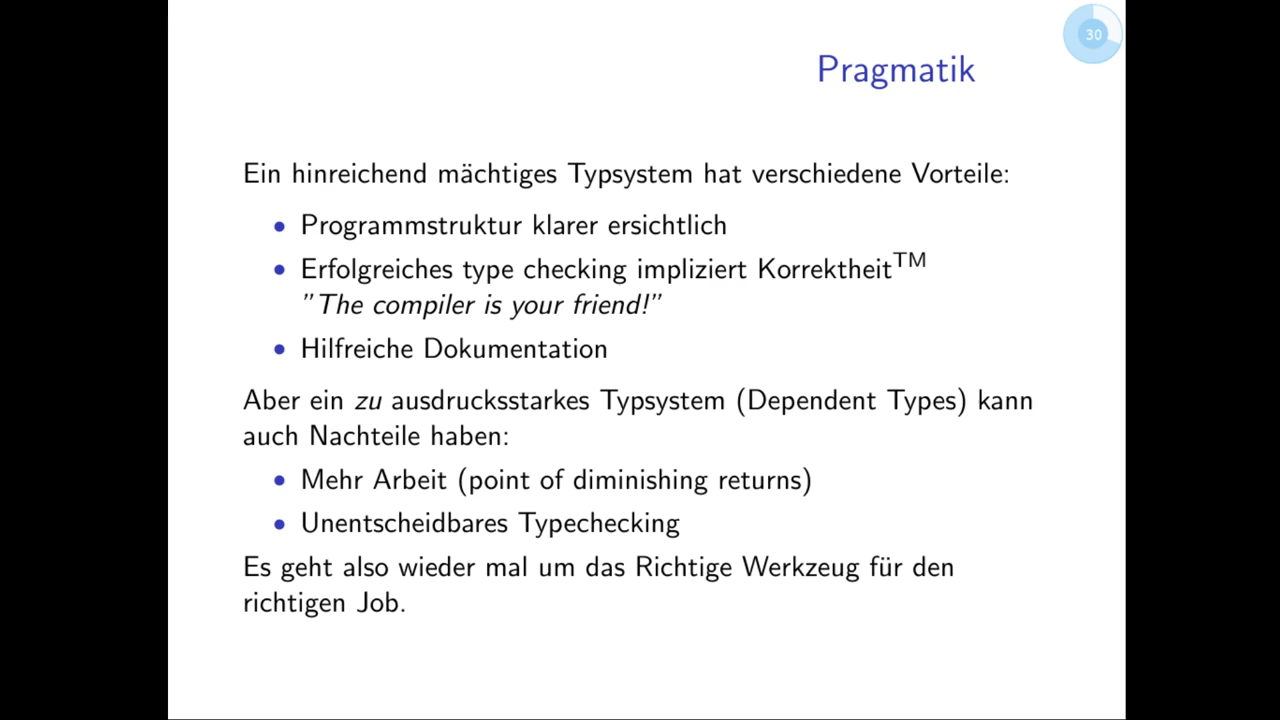 30
Pragmatik
Ein hinreichend mächtiges Typsystem hat verschiedene Vorteile:
• Programmstruktur klarer ersichtlich
• Erfolgreiches type checking impliziert Korrektheit™
"The compiler is your friend!"
• Hilfreiche Dokumentation
Aber ein zu ausdrucksstarkes Typsystem (Dependent Types) kann
auch Nachteile haben:
• Mehr Arbeit (point of diminishing returns)
• Unentscheidbares Typechecking
Es geht also wieder mal um das Richtige Werkzeug für den
richtigen Job.